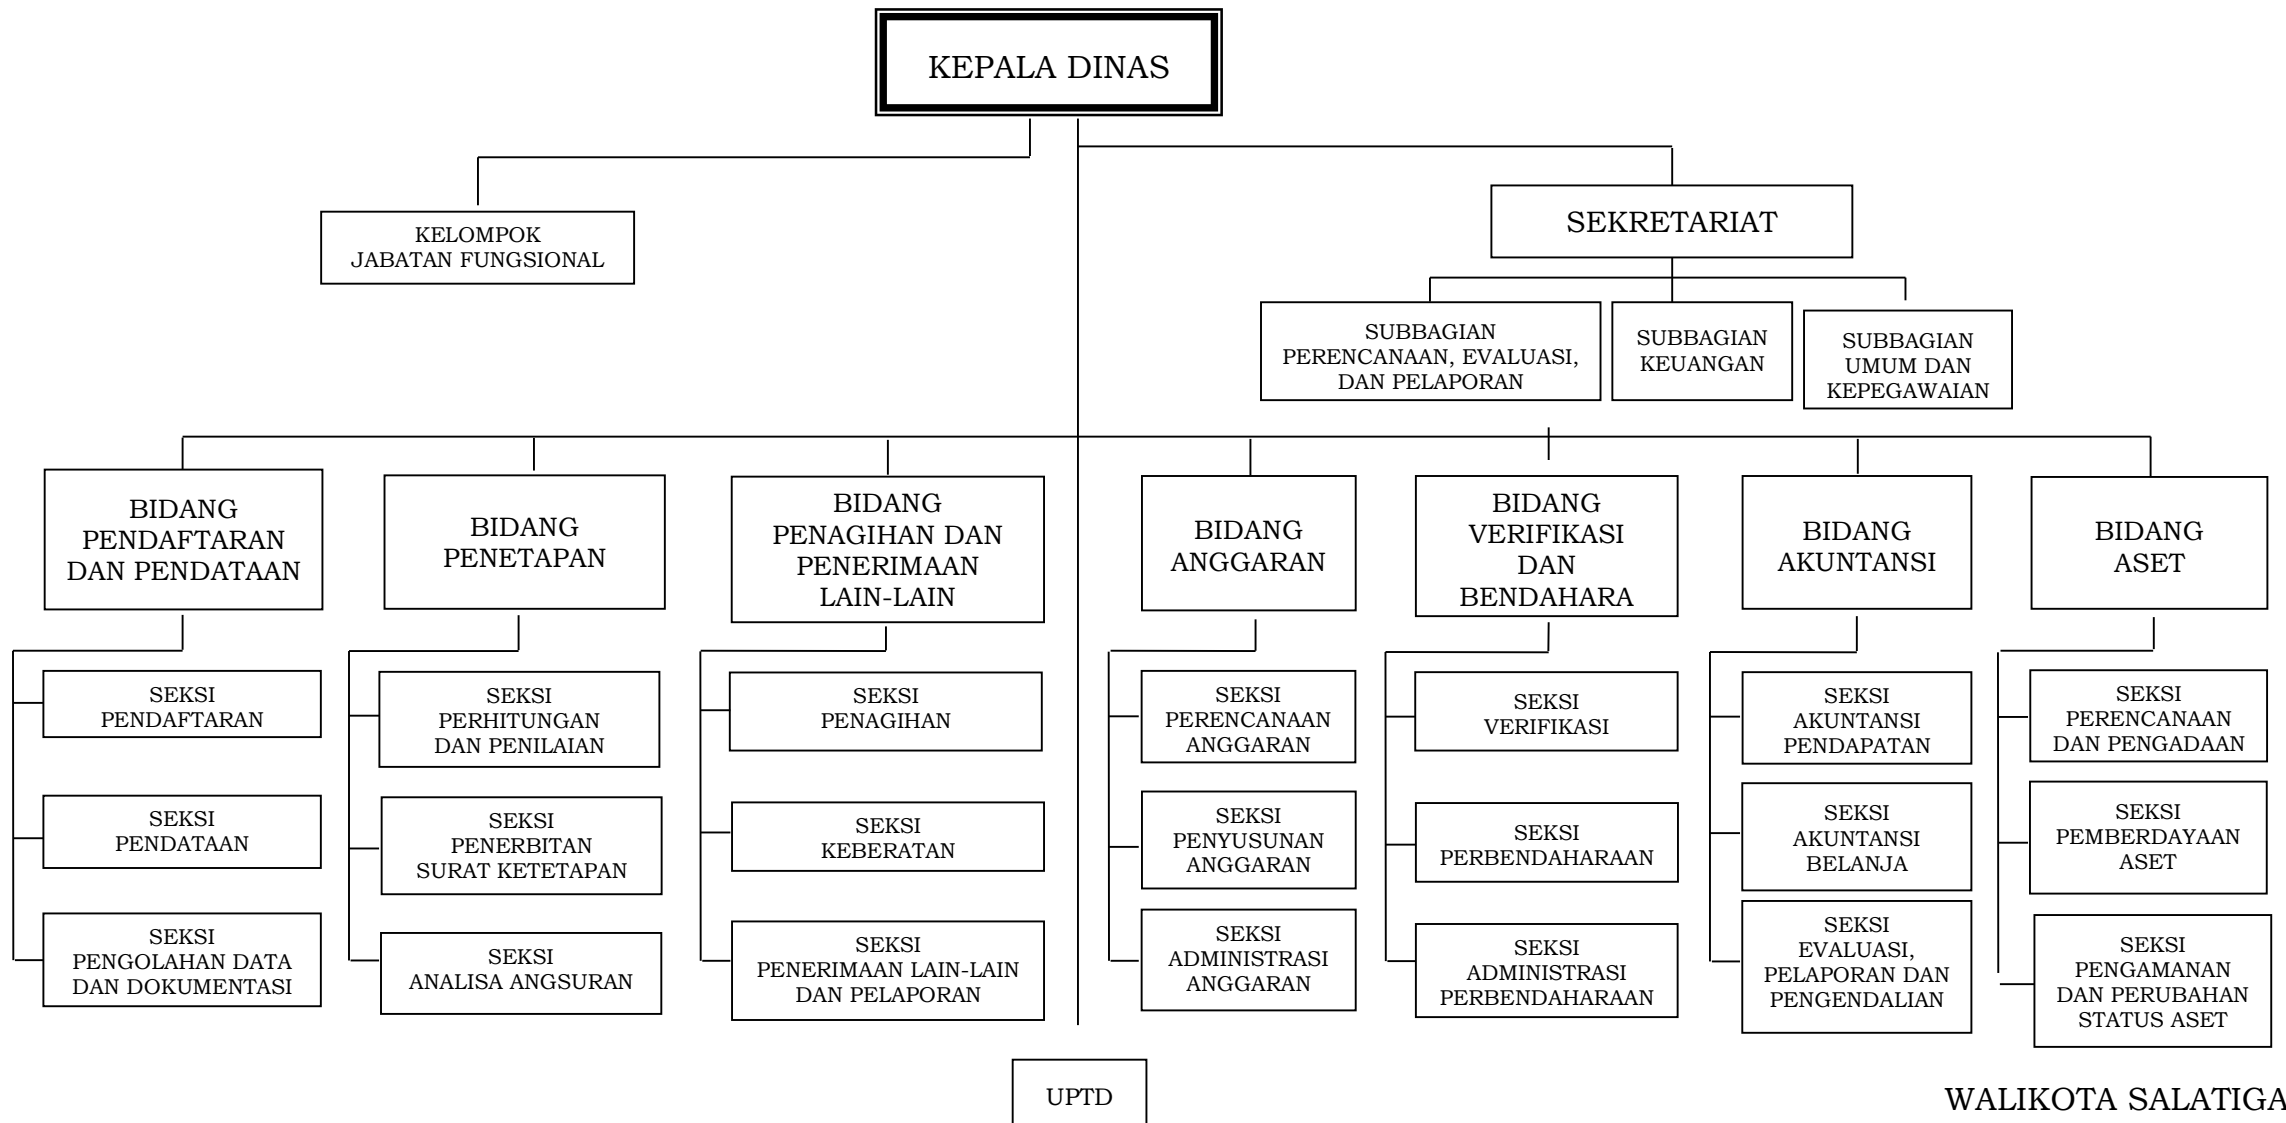 KEPALA DINAS
KELOMPOK
JABATAN FUNGSIONAL
SEKRETARIAT
SUBBAGIAN
PERENCANAAN, EVALUASI,
DAN PELAPORAN
SUBBAGIAN
KEUANGAN
SUBBAGIAN
UMUM DAN
KEPEGAWAIAN
BIDANG
PENDAFTARAN
DAN PENDATAAN
BIDANG
PENETAPAN
BIDANG
PENAGIHAN DAN
PENERIMAAN
LAIN-LAIN
BIDANG
ANGGARAN
BIDANG
VERIFIKASI
DAN
BENDAHARA
BIDANG
AKUNTANSI
BIDANG
ASET
SEKSI
PENDAFTARAN
SEKSI
PERHITUNGAN
DAN PENILAIAN
SEKSI
PENAGIHAN
SEKSI
PERENCANAAN
ANGGARAN
SEKSI
VERIFIKASI
SEKSI
AKUNTANSI
PENDAPATAN
SEKSI
PERENCANAAN
DAN PENGADAAN
SEKSI
PENDATAAN
SEKSI
PENERBITAN
SURAT KETETAPAN
SEKSI
KEBERATAN
SEKSI
PENYUSUNAN
ANGGARAN
SEKSI
PERBENDAHARAAN
SEKSI
AKUNTANSI
BELANJA
SEKSI
PEMBERDAYAAN
ASET
SEKSI
PENGOLAHAN DATA
DAN DOKUMENTASI
SEKSI
ANALISA ANGSURAN
SEKSI
PENERIMAAN LAIN-LAIN
DAN PELAPORAN
SEKSI
ADMINISTRASI
ANGGARAN
SEKSI
ADMINISTRASI
PERBENDAHARAAN
SEKSI
EVALUASI,
PELAPORAN DAN
PENGENDALIAN
SEKSI
PENGAMANAN
DAN PERUBAHAN
STATUS ASET
UPTD
WALIKOTA SALATIGA